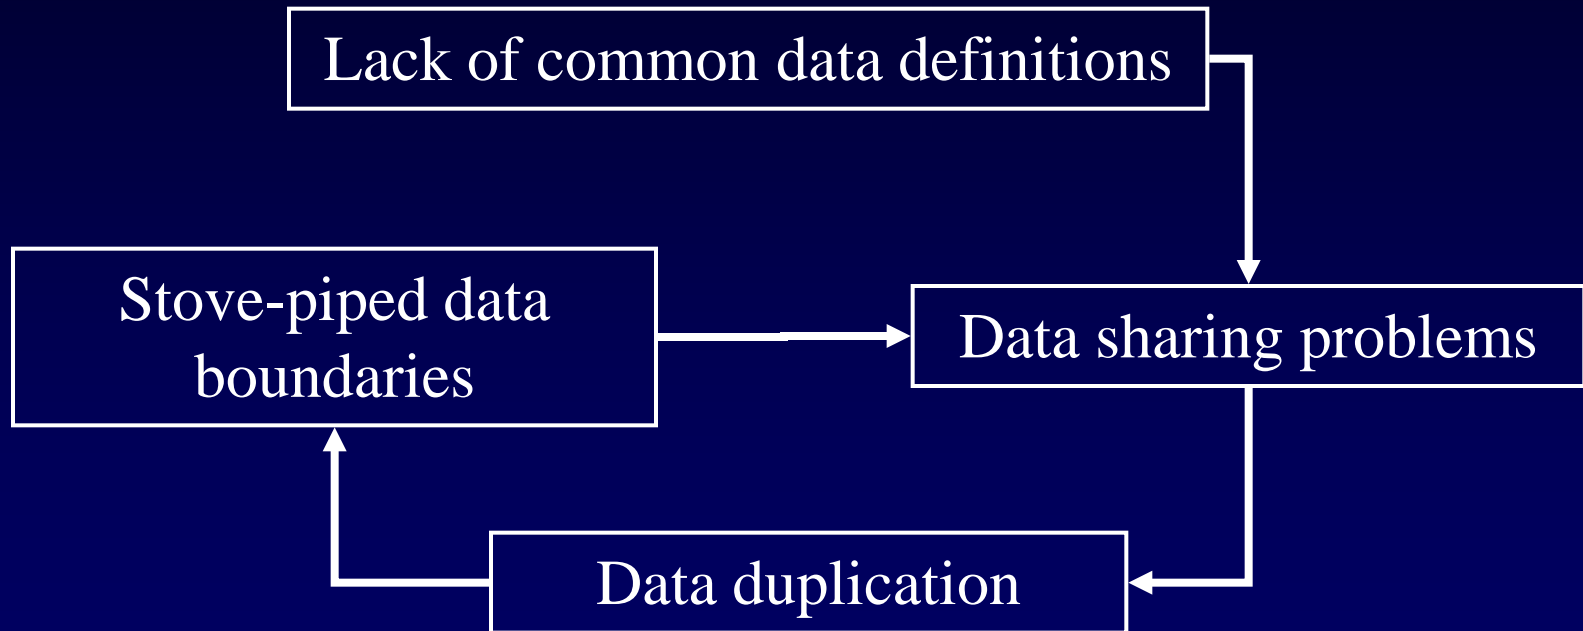 Lack of common data definitions
Stove-piped data
boundaries
Data sharing problems
Data duplication